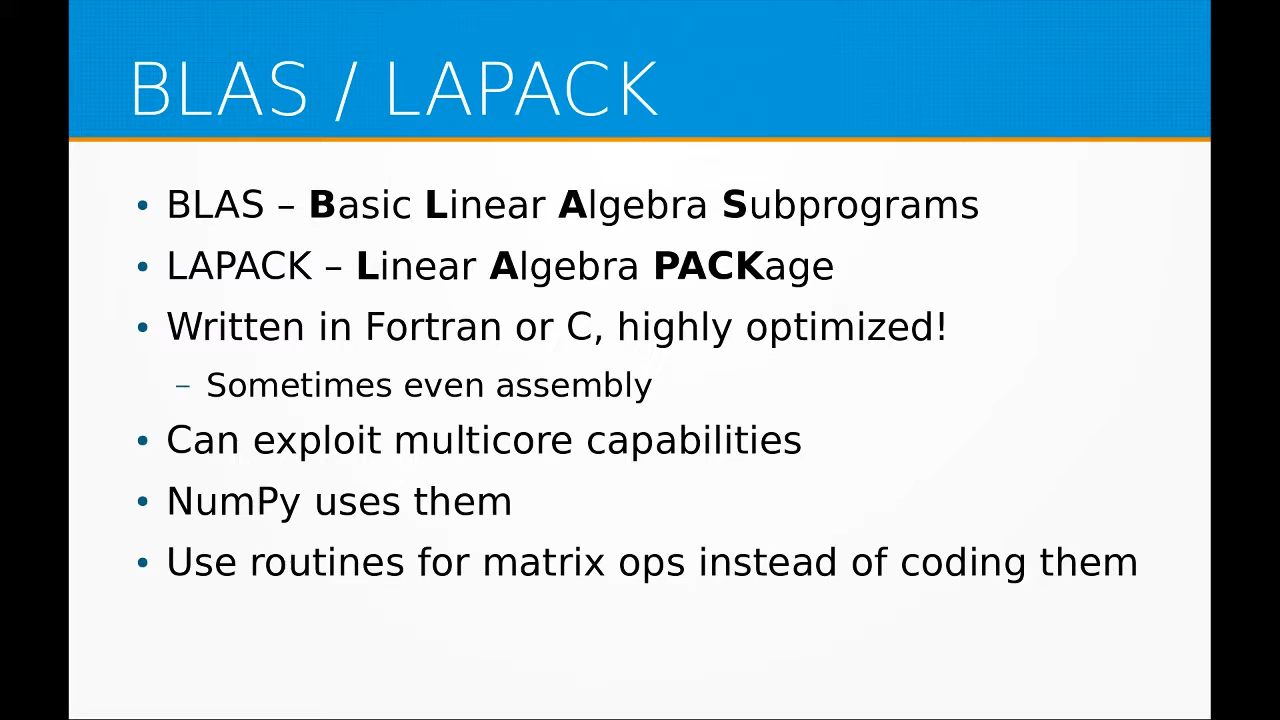 BLAS / LAPACK
• BLAS – Basic Linear Algebra Subprograms
• LAPACK – Linear Algebra PACKage
• Written in Fortran or C, highly optimized!
– Sometimes even assembly
• Can exploit multicore capabilities
• NumPy uses them
• Use routines for matrix ops instead of coding them